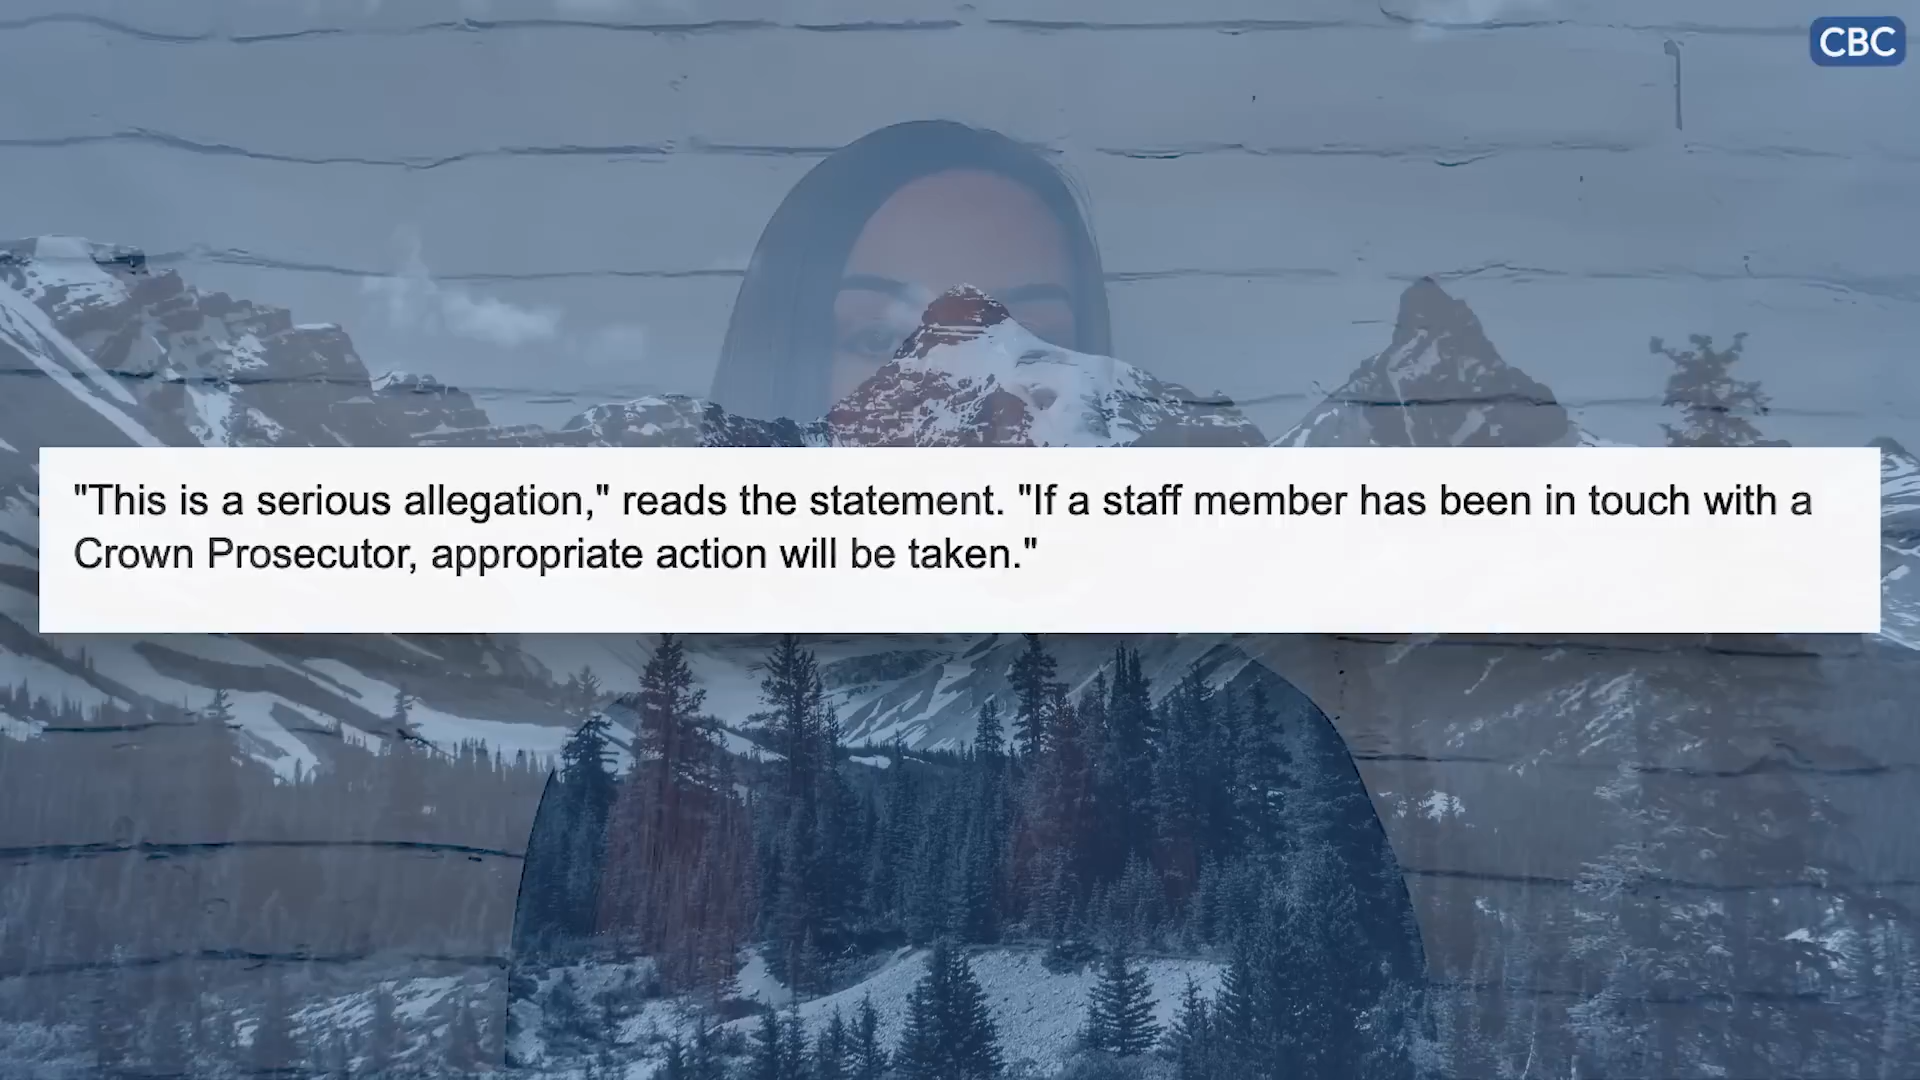 CBC
"This is a serious allegation," reads the statement. "If a staff member has been in touch with a
Crown Prosecutor, appropriate action will be taken."